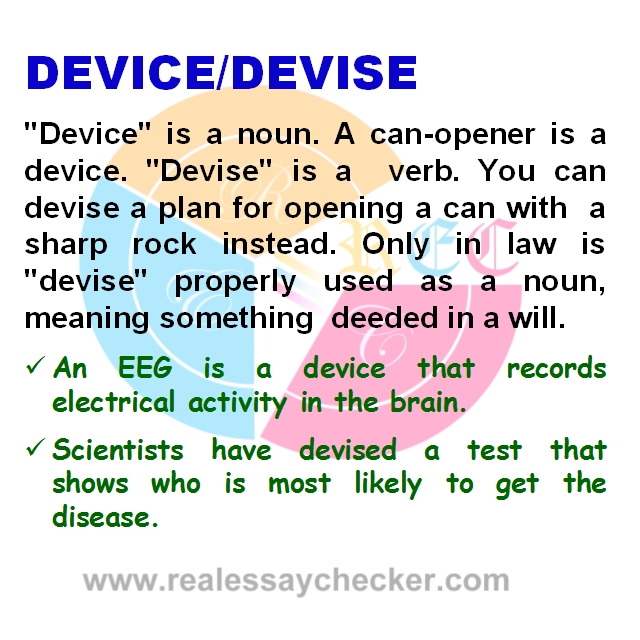 DEVICE/DEVISE
"Device" is a noun. A can-opener is a
device. "Devise" is a verb. You can
devise a plan for opening a can with a
sharp rock instead. Only in law is
"devise" properly used as a noun,
meaning something deeded in a will.
✓ An EEG is a device that records
electrical activity in the brain.
✓ Scientists have devised a test that
shows who is most likely to get the
disease.
REC
R
E
C
www.realessaychecker.com